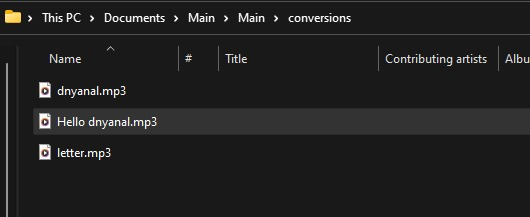 This PC > Documents > Main > Main > conversions
Name # Title Contributing artists Albu
dnyanal.mp3
Hello dnyanal.mp3
letter.mp3